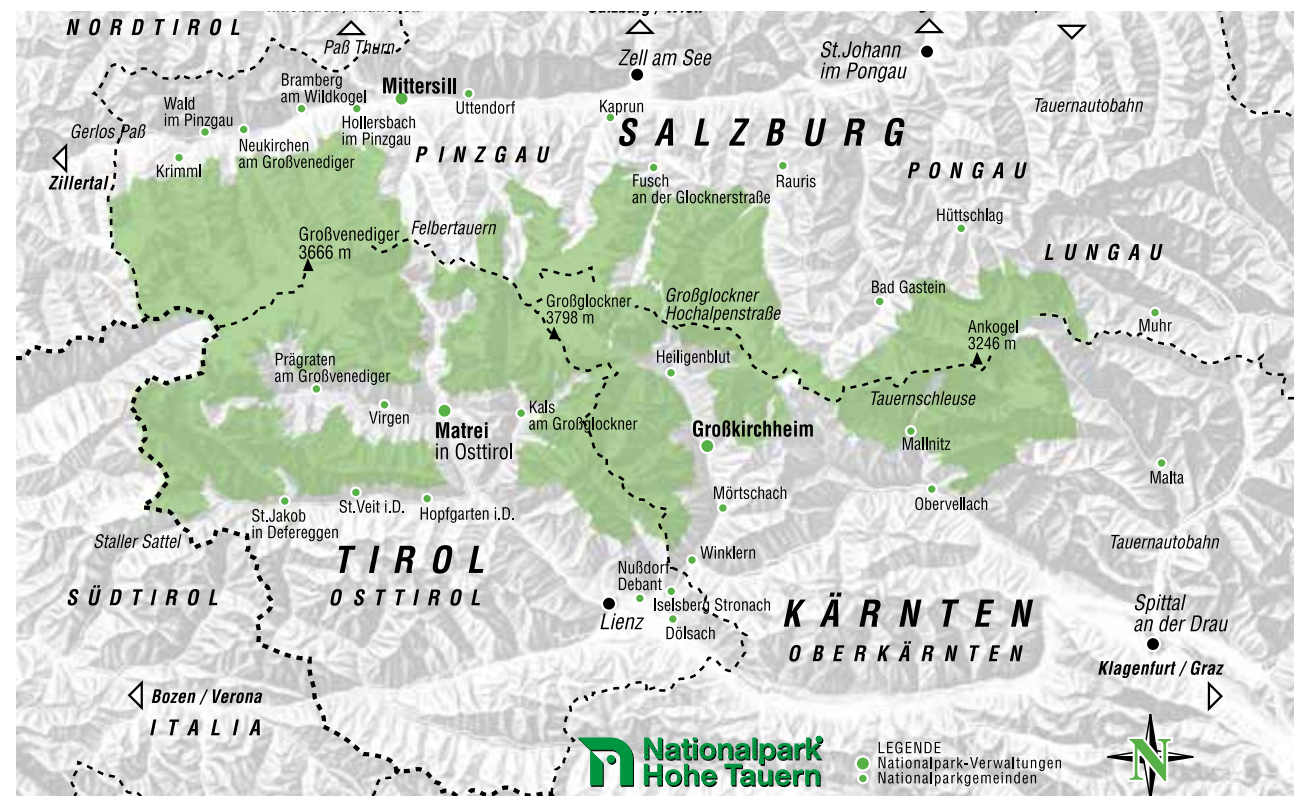 NORDTIROL
Paß Thurn
Zell am See
St.Johann
im Pongau
Bramberg
am Wildkogel
Mittersill
Uttendorf
Kaprun
Tauernautobahn
Wald
im Pinzgau
Hollersbach
im Pinzgau
SALZBURG
Gerlos Paß
Neukirchen
am Großvenediger
PINZGAU
Zillertal
Krimml
Fusch
an der Glocknerstraße
Rauris
PONGAU
Hüttschlag
Großvenediger
3666 m
Felbertauern
LUNGAU
Großglockner
3798 m
Großglockner
Hochalpenstraße
Bad Gastein
Ankogel
3246 m
Muhr
Prägraten
am Großvenediger
Heiligenblut
Virgen
Matrei
in Osttirol
Kals
am Großglockner
Großkirchheim
Tauernschleuse
Mallnitz
Malta
St.Jakob
in Defereggen
St.Veit i.D.
Hopfgarten i.D.
Mörtschach
Obervellach
Staller Sattel
TIROL
OSTTIROL
Winklern
Tauernautobahn
SÜDTIROL
Nußdorf
Debant
Iselsberg Stronach
Lienz
Dölsach
KÄRNTEN
OBERKÄRNTEN
Spittal
an der Drau
Klagenfurt / Graz
Bozen / Verona
ITALIA
Nationalpark
Hohe Tauern
LEGENDE
Nationalpark-Verwaltungen
Nationalparkgemeinden
N